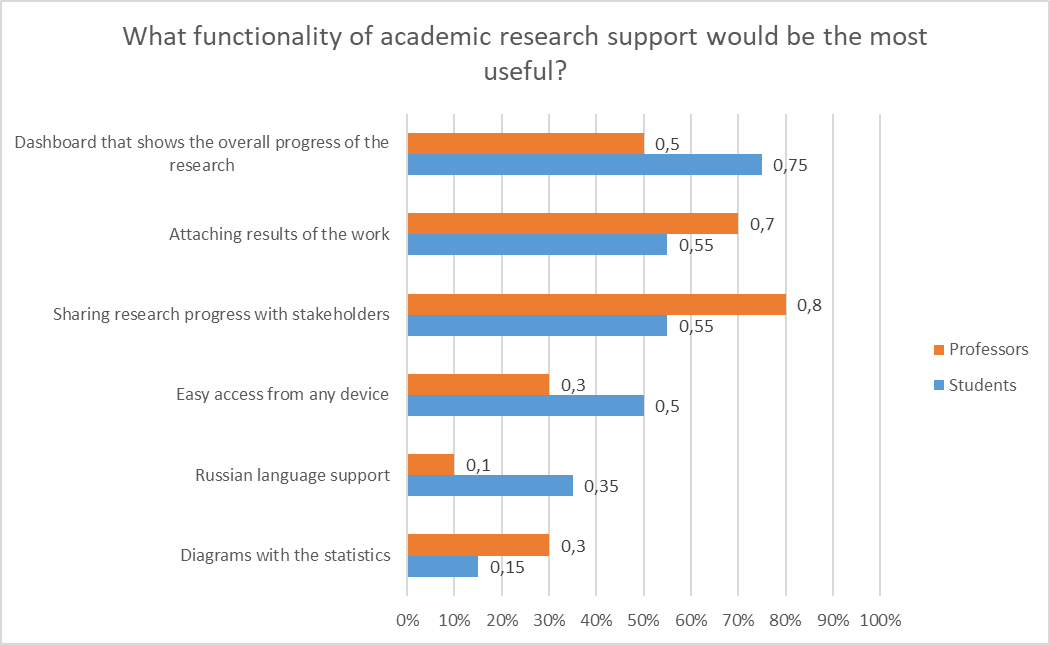 What functionality of academic research support would be the most
useful?
Dashboard that shows the overall progress of the
research
0,5
0,75
Attaching results of the work
0,7
0,55
Sharing research progress with stakeholders
0,8
0,55
Easy access from any device
0,3
0,5
Russian language support
0,1
0,35
Diagrams with the statistics
0,3
0,15
0% 10% 20% 30% 40% 50% 60% 70% 80% 90% 100%
Professors
Students